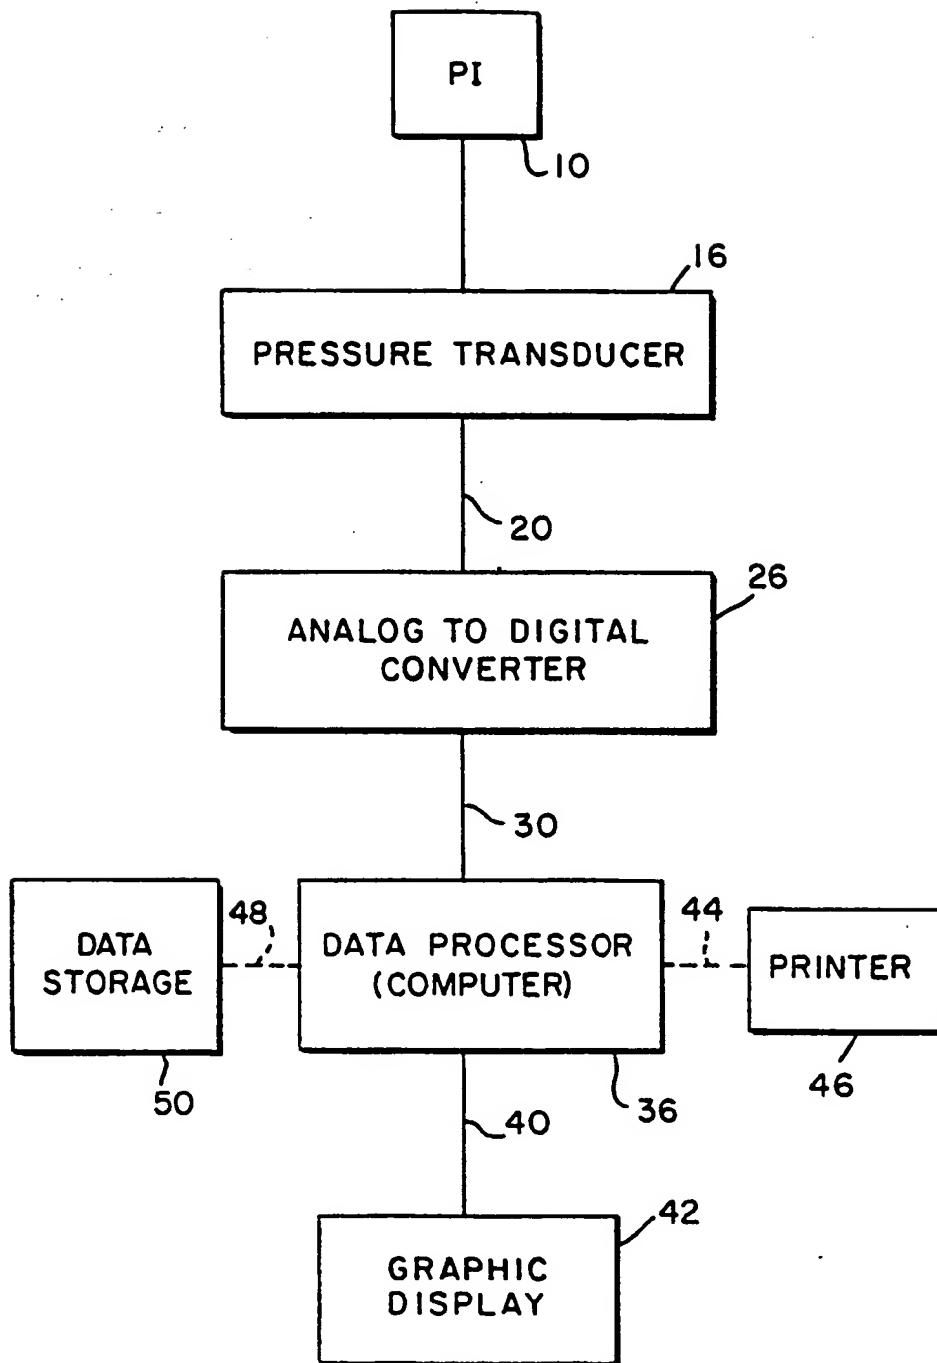 PI
10
16
PRESSURE TRANSDUCER
20
26
ANALOG TO DIGITAL
CONVERTER
30
48
44
DATA
STORAGE
DATA PROCESSOR
(COMPUTER)
PRINTER
50
40
36
46
42
GRAPHIC
DISPLAY